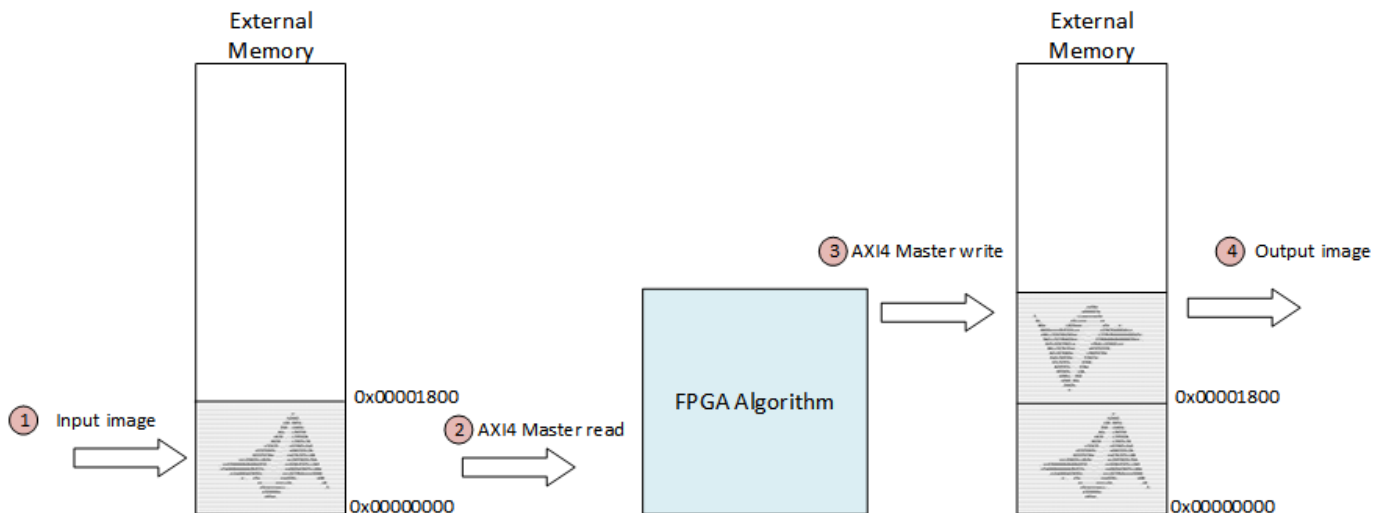 External
Memory
0x00001800
0x00000000
1 Input image
2 AXI4 Master read
FPGA Algorithm
3 AXI4 Master write
External
Memory
0x00001800
0x00000000
4 Output image